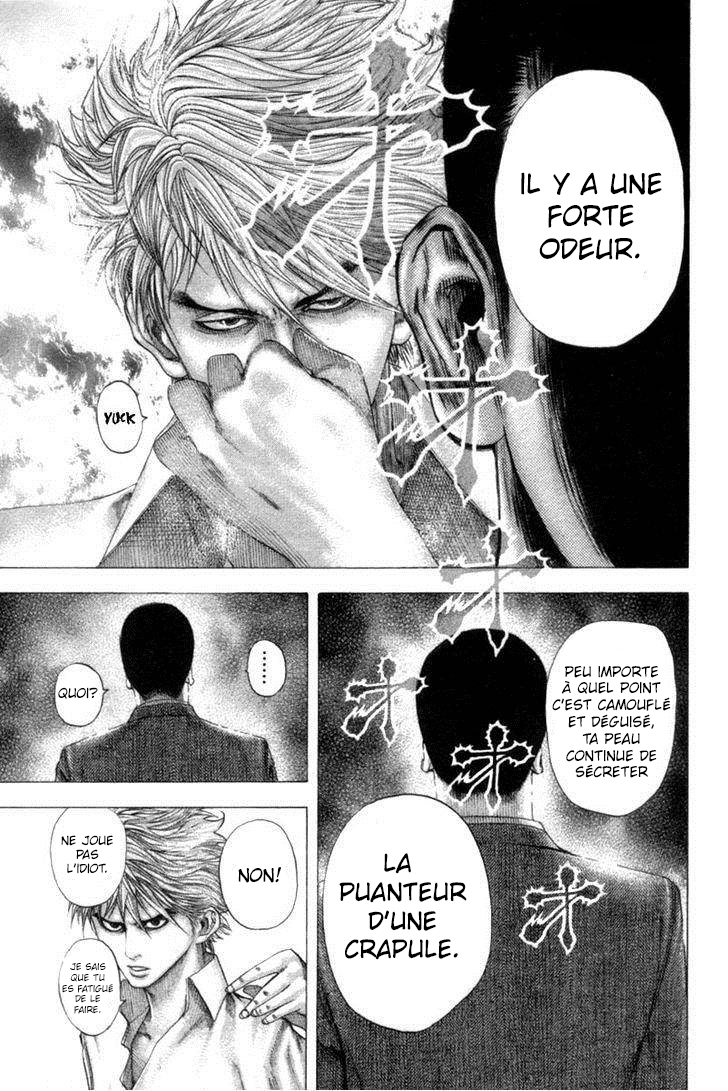 IL Y A UNE
FORTE
ODEUR.
YUCK
PEU IMPORTE
À QUEL POINT
C'EST CAMOUFLÉ
ET DÉGUISÉ,
TA PEAU
CONTINUE DE
SÉCRETER
LA
PUANTEUR
D'UNE
CRAPULE.
......
QUOI?
NON!
NE JOUE
PAS
L'IDIOT.
JE SAIS
QUE TU
ES FATIGUÉ
DE LE
FAIRE.